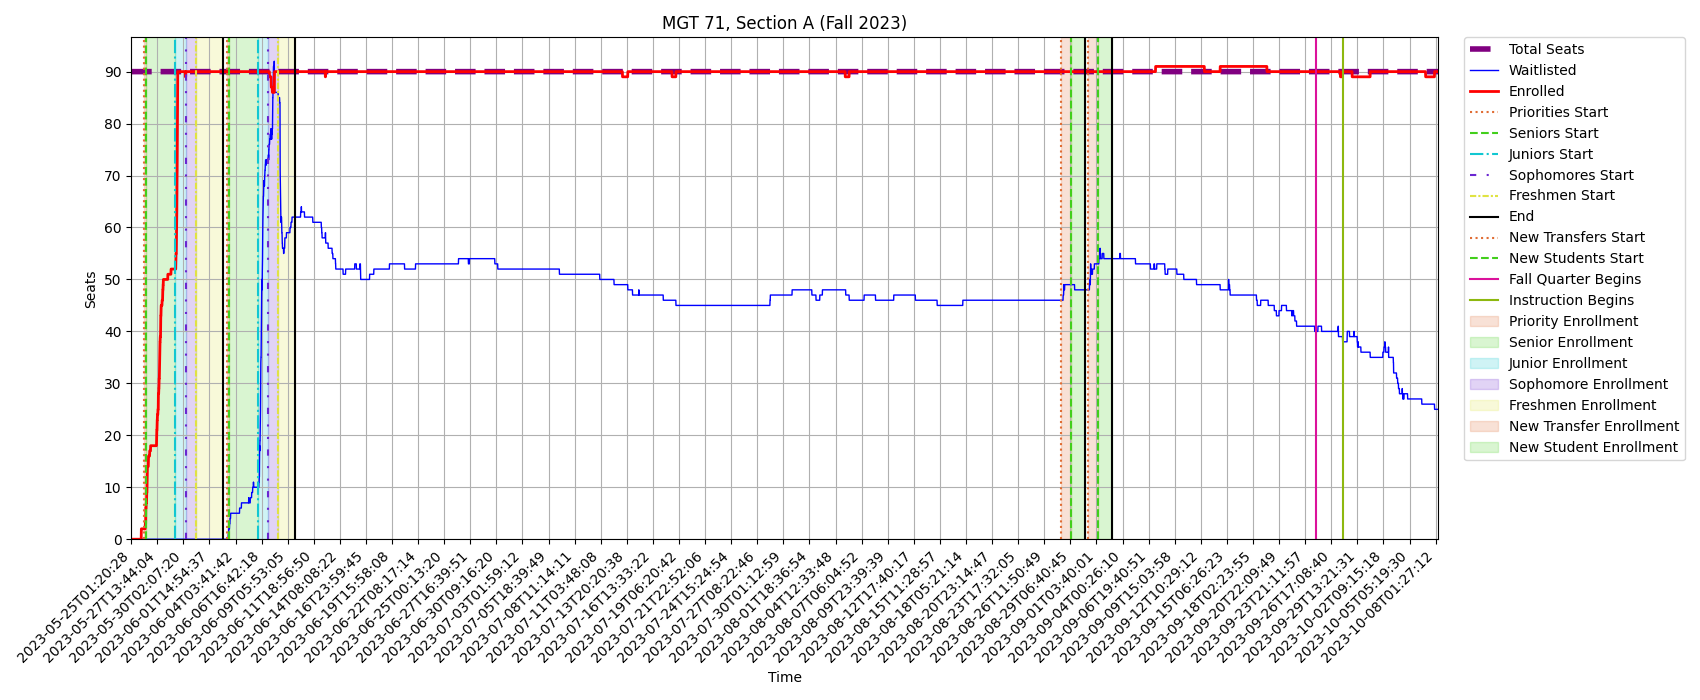 MGT 71, Section A (Fall 2023)
Seats
90
80
70
60
50
40
30
20
10
0
2023-05-25T01:20:28
2023-05-27T13:44:04
2023-05-30T02:07:20
2023-06-01T14:54:37
2023-06-04T03:41:42
2023-06-06T16:42:18
2023-06-09T05:53:05
2023-06-11T18:56:50
2023-06-14T08:08:22
2023-06-16T23:59:45
2023-06-19T15:58:08
2023-06-22T08:17:14
2023-06-25T00:13:20
2023-06-27T16:39:51
2023-06-30T09:16:20
2023-07-03T01:59:12
2023-07-05T18:39:49
2023-07-08T11:14:11
2023-07-11T03:48:08
2023-07-13T20:20:38
2023-07-16T13:33:22
2023-07-19T06:20:42
2023-07-21T22:52:06
2023-07-24T15:24:54
2023-07-27T08:22:46
2023-07-30T01:12:59
2023-08-01T18:36:54
2023-08-04T12:33:48
2023-08-07T06:04:52
2023-08-09T23:39:39
2023-08-12T17:40:17
2023-08-15T11:28:57
2023-08-18T05:21:14
2023-08-20T23:14:47
2023-08-23T17:32:05
2023-08-26T11:50:49
2023-08-29T06:40:45
2023-09-01T03:40:01
2023-09-04T00:26:10
2023-09-06T19:40:51
2023-09-09T15:03:58
2023-09-12T10:29:12
2023-09-15T06:26:23
2023-09-18T02:23:55
2023-09-20T22:09:49
2023-09-23T21:11:57
2023-09-26T17:08:40
2023-09-29T13:21:31
2023-10-02T09:15:18
2023-10-05T05:19:30
2023-10-08T01:27:12
Time
Total Seats
Waitlisted
Enrolled
Priorities Start
Seniors Start
Juniors Start
Sophomores Start
Freshmen Start
End
New Transfers Start
New Students Start
Fall Quarter Begins
Instruction Begins
Priority Enrollment
Senior Enrollment
Junior Enrollment
Sophomore Enrollment
Freshmen Enrollment
New Transfer Enrollment
New Student Enrollment